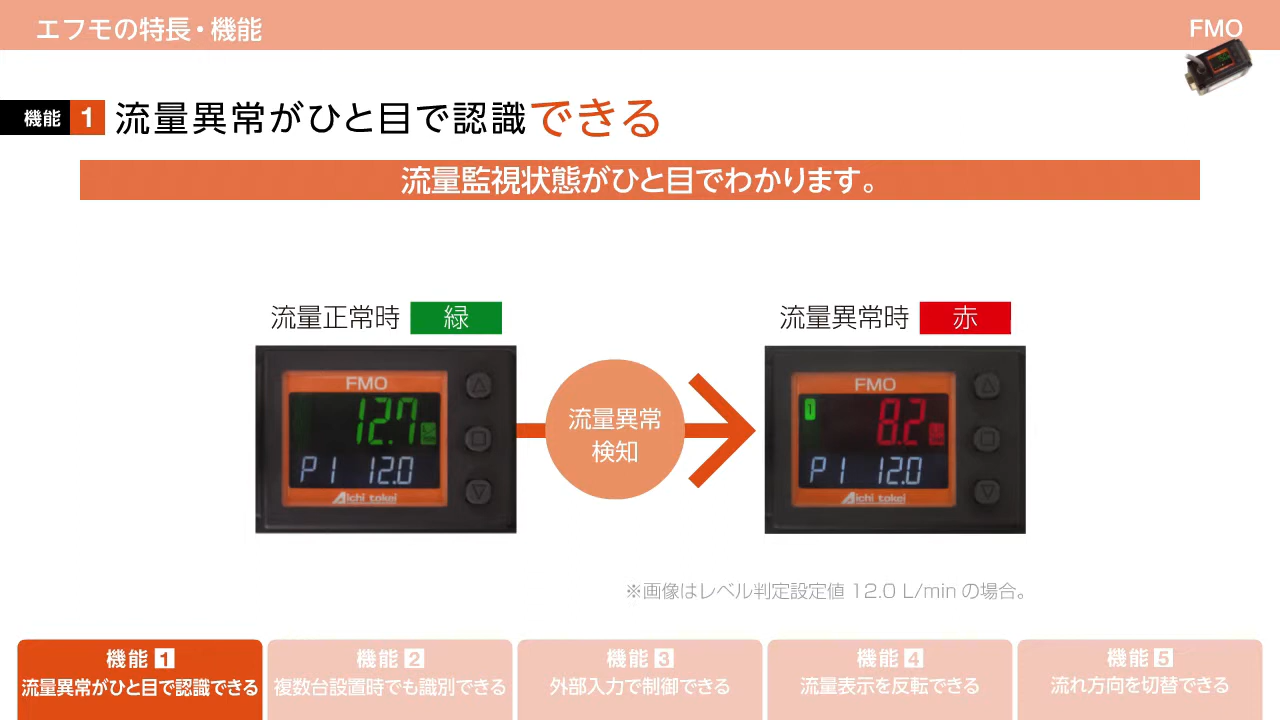 エフモの特長・機能
FMO
機能 1 流量異常がひと目で認識できる
流量監視状態がひと目でわかります。
流量正常時 緑
FMO
12.7
P1 12.0
Aichi tokei
流量異常
検知
流量異常時 赤
FMO
1
8.2
P1 12.0
Aichi tokei
※画像はレベル判定設定値 12.0 L/min の場合。
機能 1
流量異常がひと目で認識できる
機能 2
複数台設置時でも識別できる
機能 3
外部入力で制御できる
機能 4
流量表示を反転できる
機能 5
流れ方向を切替できる